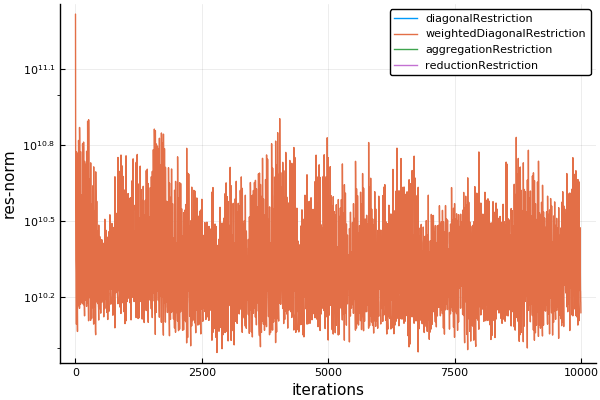 diagonalRestriction
weightedDiagonalRestriction
aggregationRestriction
reductionRestriction
10^11.1
10^10.8
10^10.5
10^10.2
res-norm
0 2500 5000 7500 10000
iterations